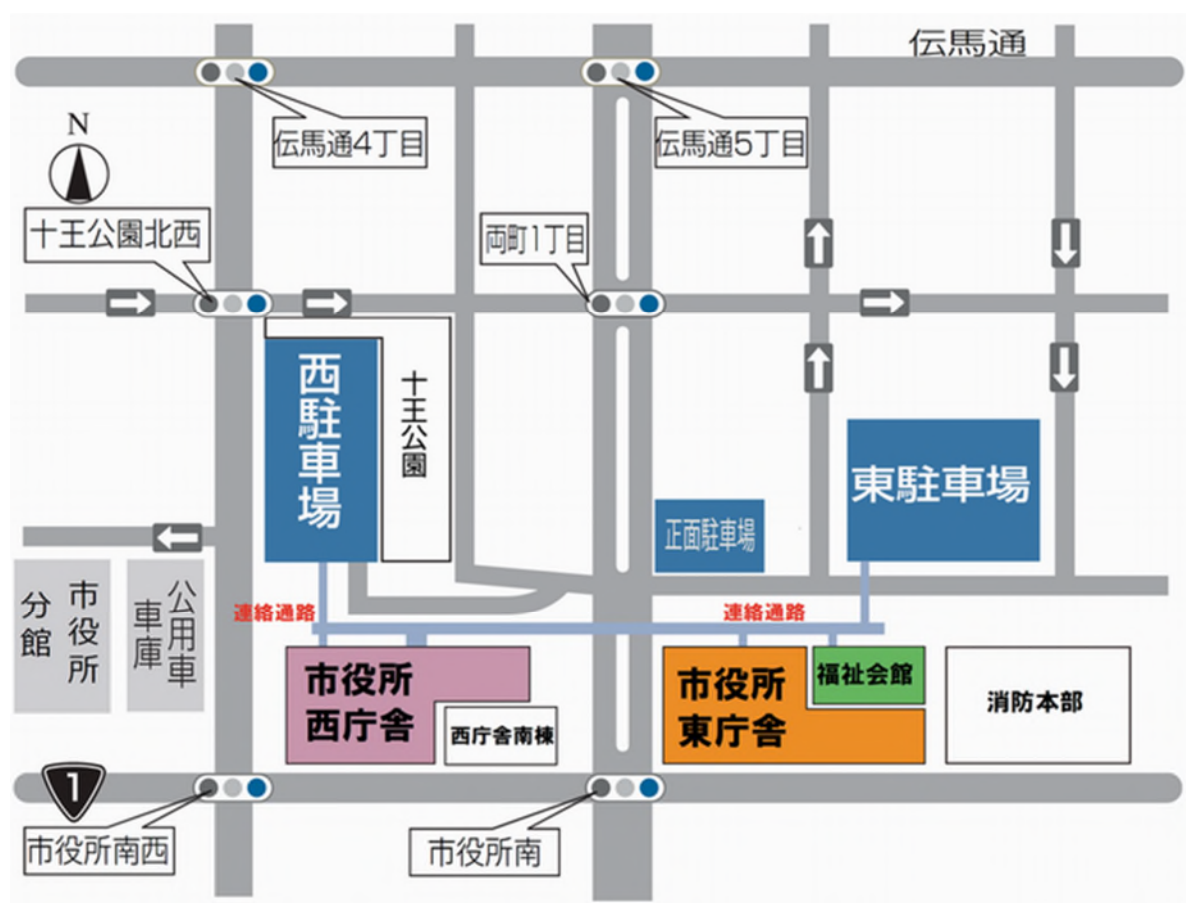 伝馬通
伝馬通4丁目
伝馬通5丁目
N
十王公園北西
両町1丁目
西駐車場
十王公園
東駐車場
正面駐車場
市役所
分館
公用車
車庫
連絡通路
連絡通路
市役所
西庁舎
西庁舎南棟
市役所
東庁舎
福祉会館
消防本部
1
市役所南西
市役所南